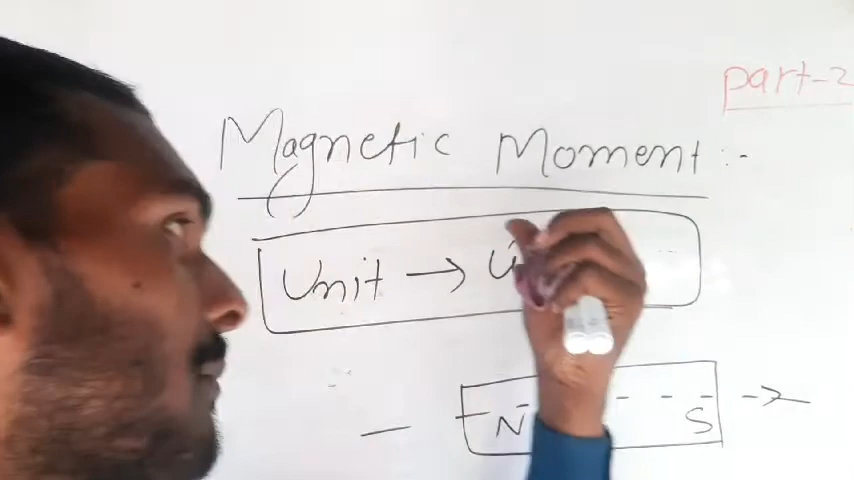 part-2
Magnetic Moment :-
Unit →
N S